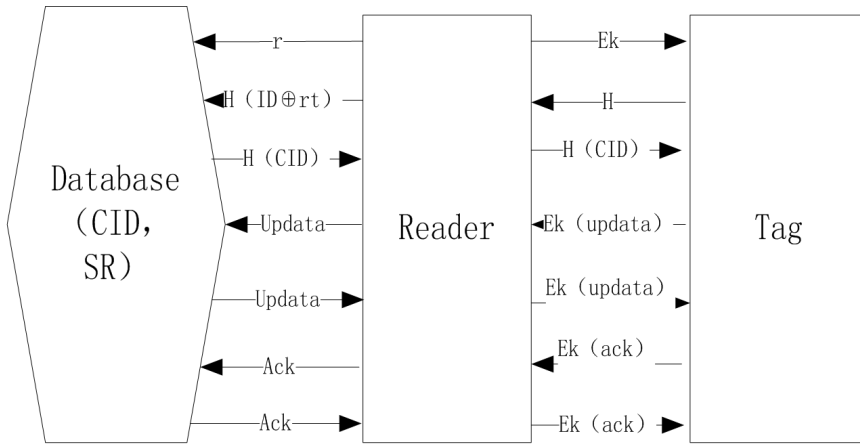 r
Ek
H（ID⊕rt）
H
H（CID）
H（CID）
Database
（CID,
SR）
Updata
Reader
Ek（updata）
Tag
Updata
Ek（updata）
Ack
Ek（ack）
Ack
Ek（ack）